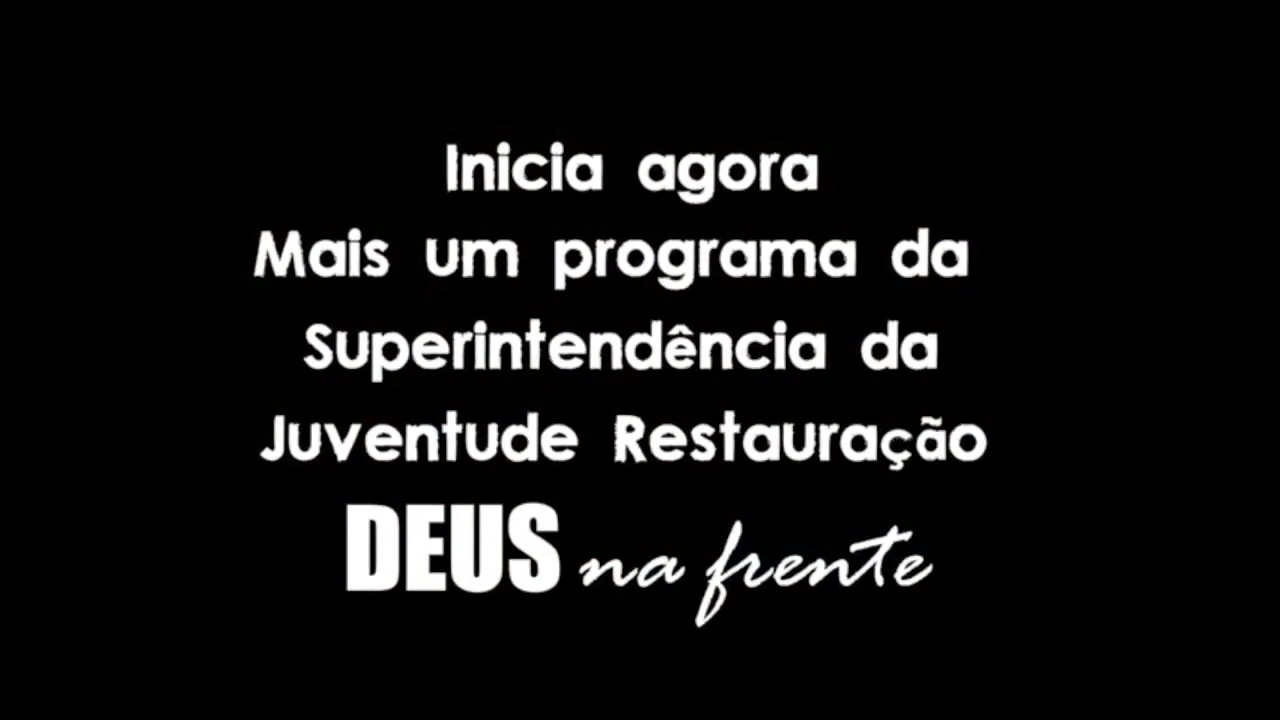 Inicia agora
Mais um programa da
Superintendência da
Juventude Restauração
DEUS na frente